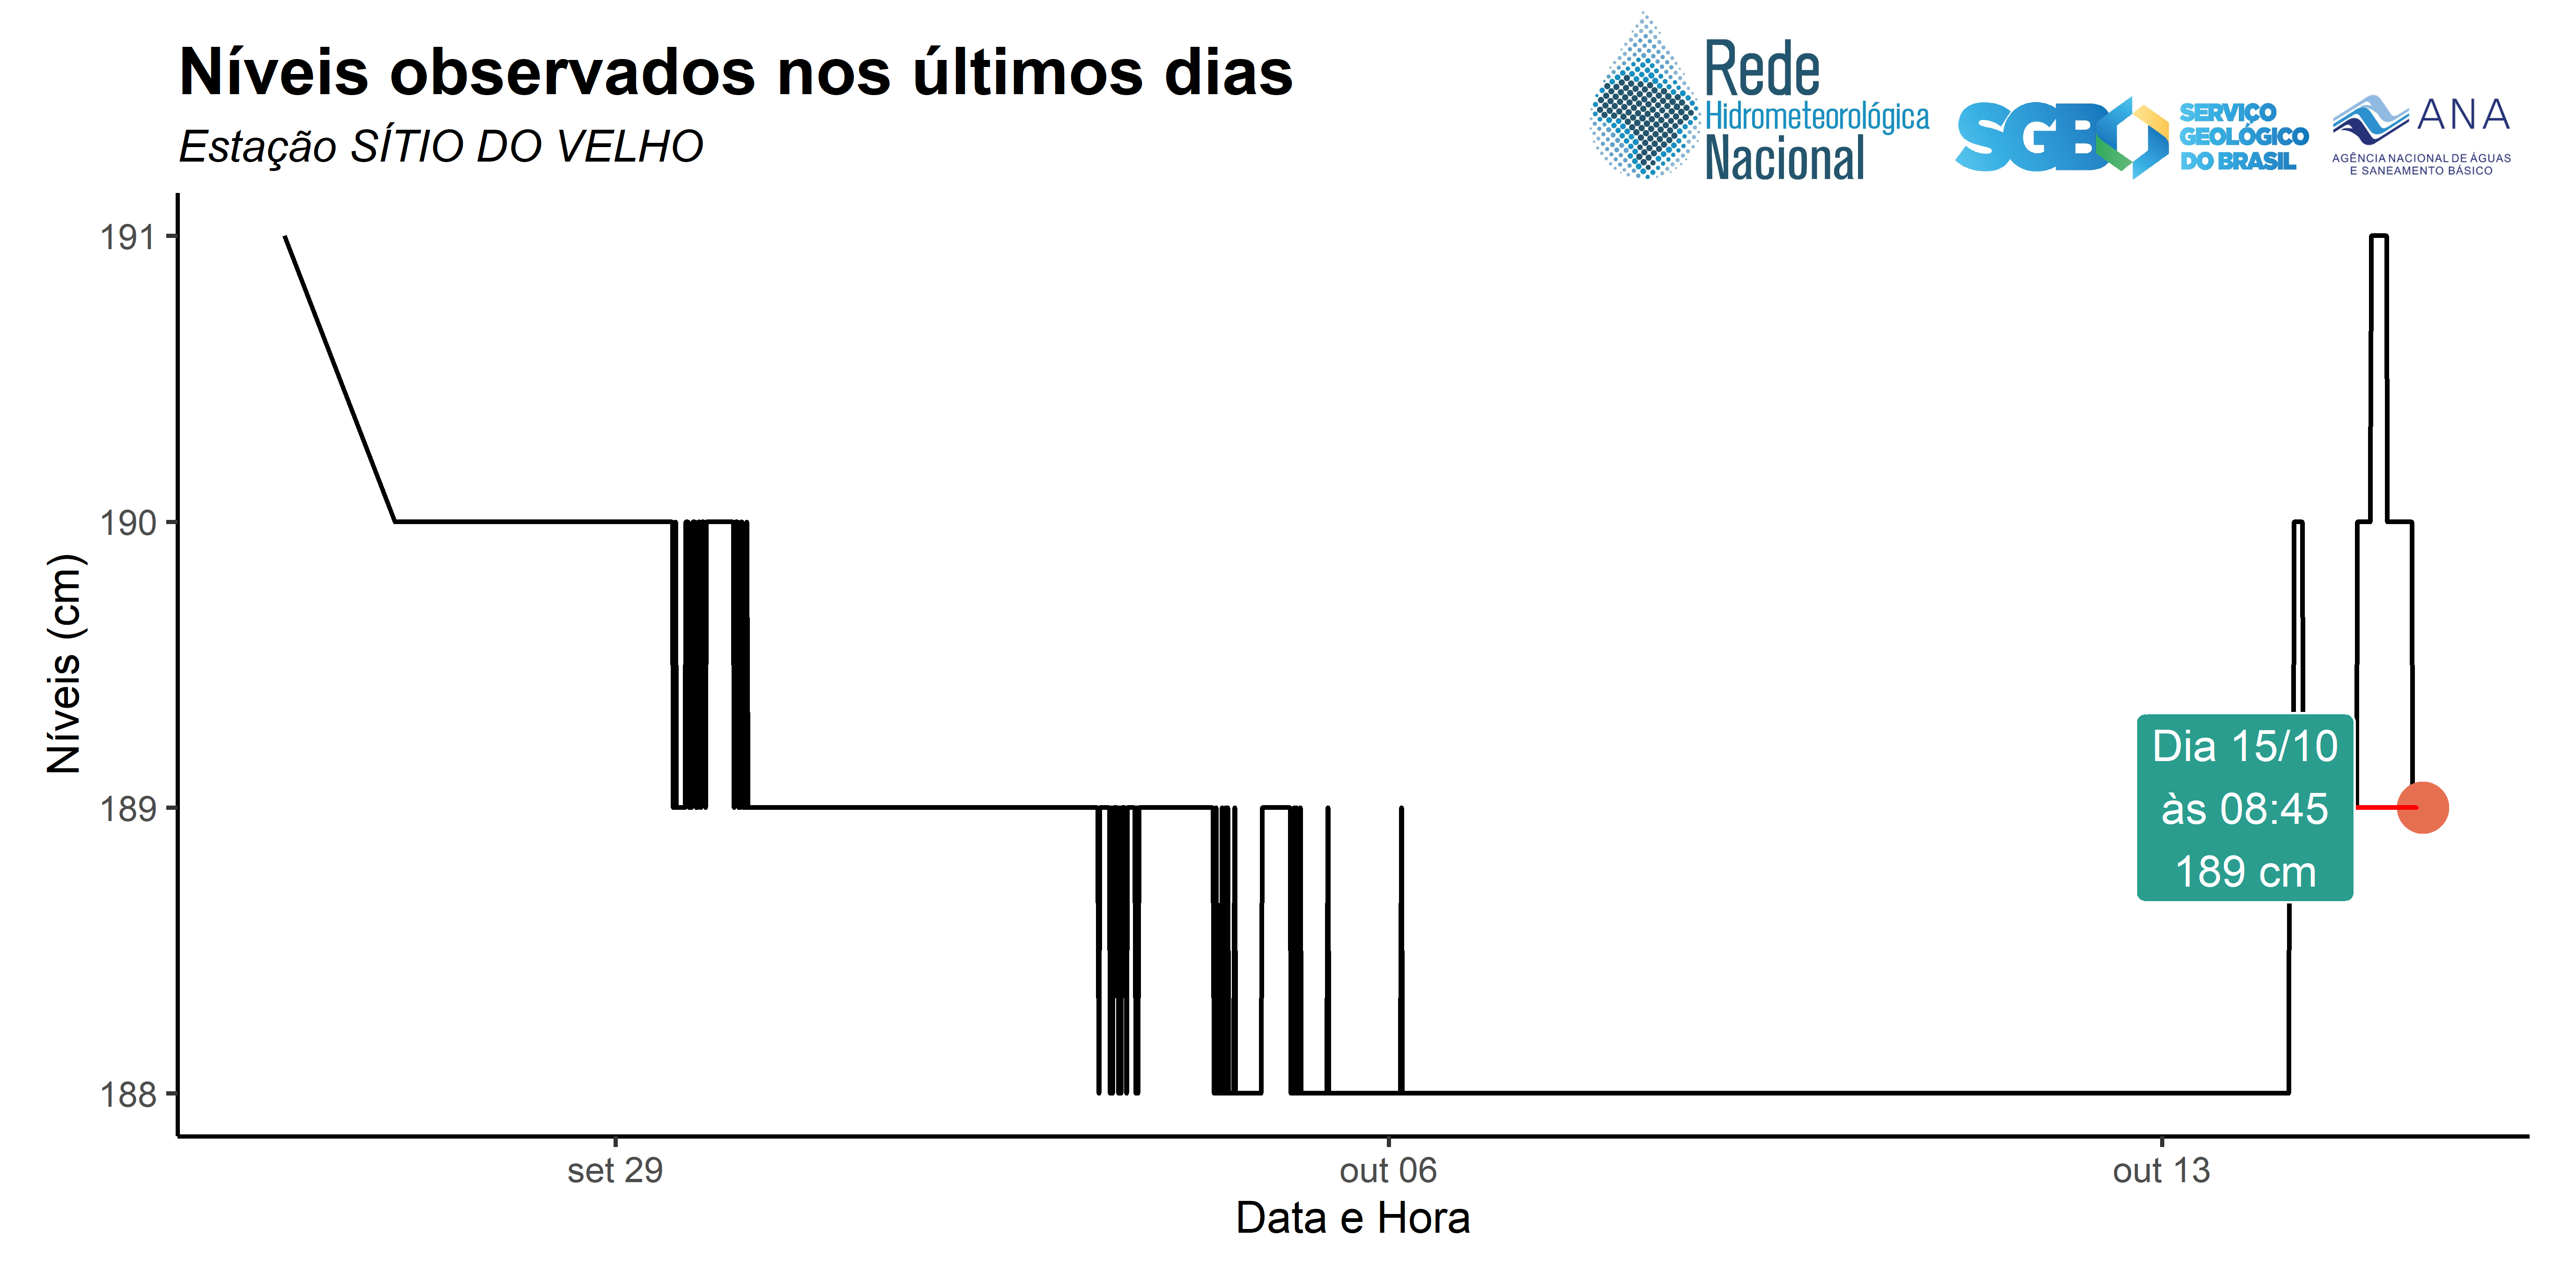 Níveis observados nos últimos dias
Estação SÍTIO DO VELHO
Rede
Hidrometeorológica
Nacional
SGB
SERVIÇO
GEOLÓGICO
DO BRASIL
ANA
AGÊNCIA NACIONAL DE ÁGUAS
E SANEAMENTO BÁSICO
Níveis (cm)
191
190
189
188
Dia 15/10
às 08:45
189 cm
set 29
out 06
out 13
Data e Hora